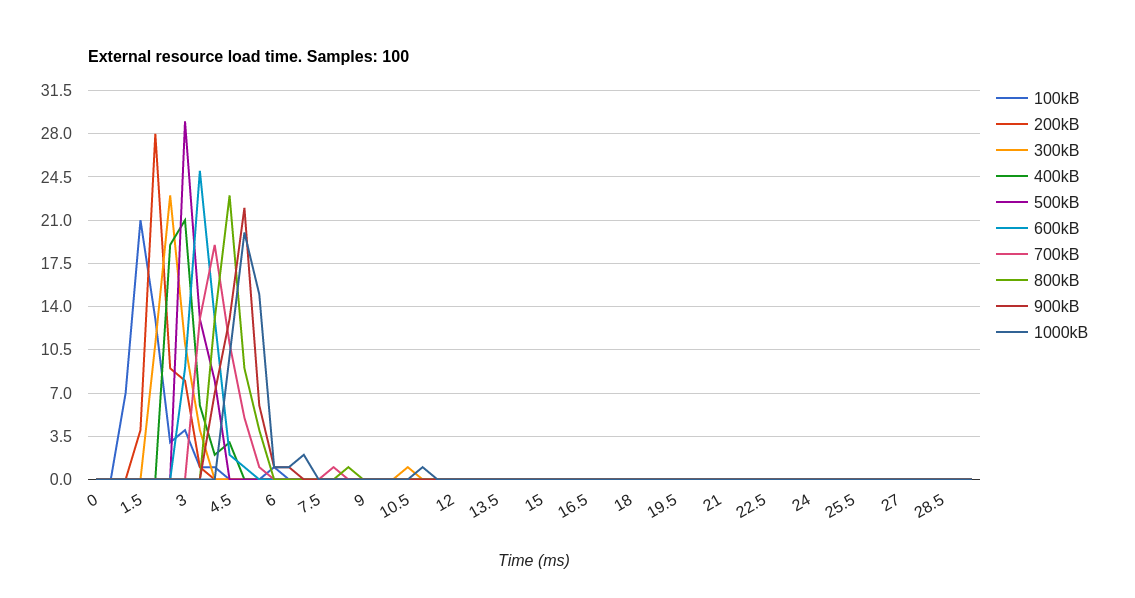 External resource load time. Samples: 100
31.5
28.0
24.5
21.0
17.5
14.0
10.5
7.0
3.5
0.0
0 1.5 3 4.5 6 7.5 9 10.5 12 13.5 15 16.5 18 19.5 21 22.5 24 25.5 27 28.5
Time (ms)
100kB
200kB
300kB
400kB
500kB
600kB
700kB
800kB
900kB
1000kB